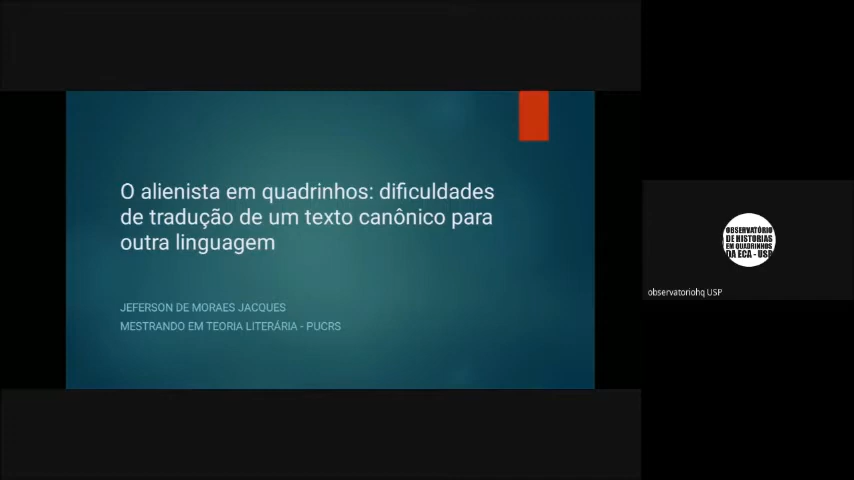 O alienista em quadrinhos: dificuldades
de tradução de um texto canônico para
outra linguagem
JEFERSON DE MORAES JACQUES
MESTRANDO EM TEORIA LITERÁRIA - PUCRS
OBSERVATÓRIO
DE HISTORIAS
EM QUADRINHOS
DA ECA - USP
observatoriohq USP